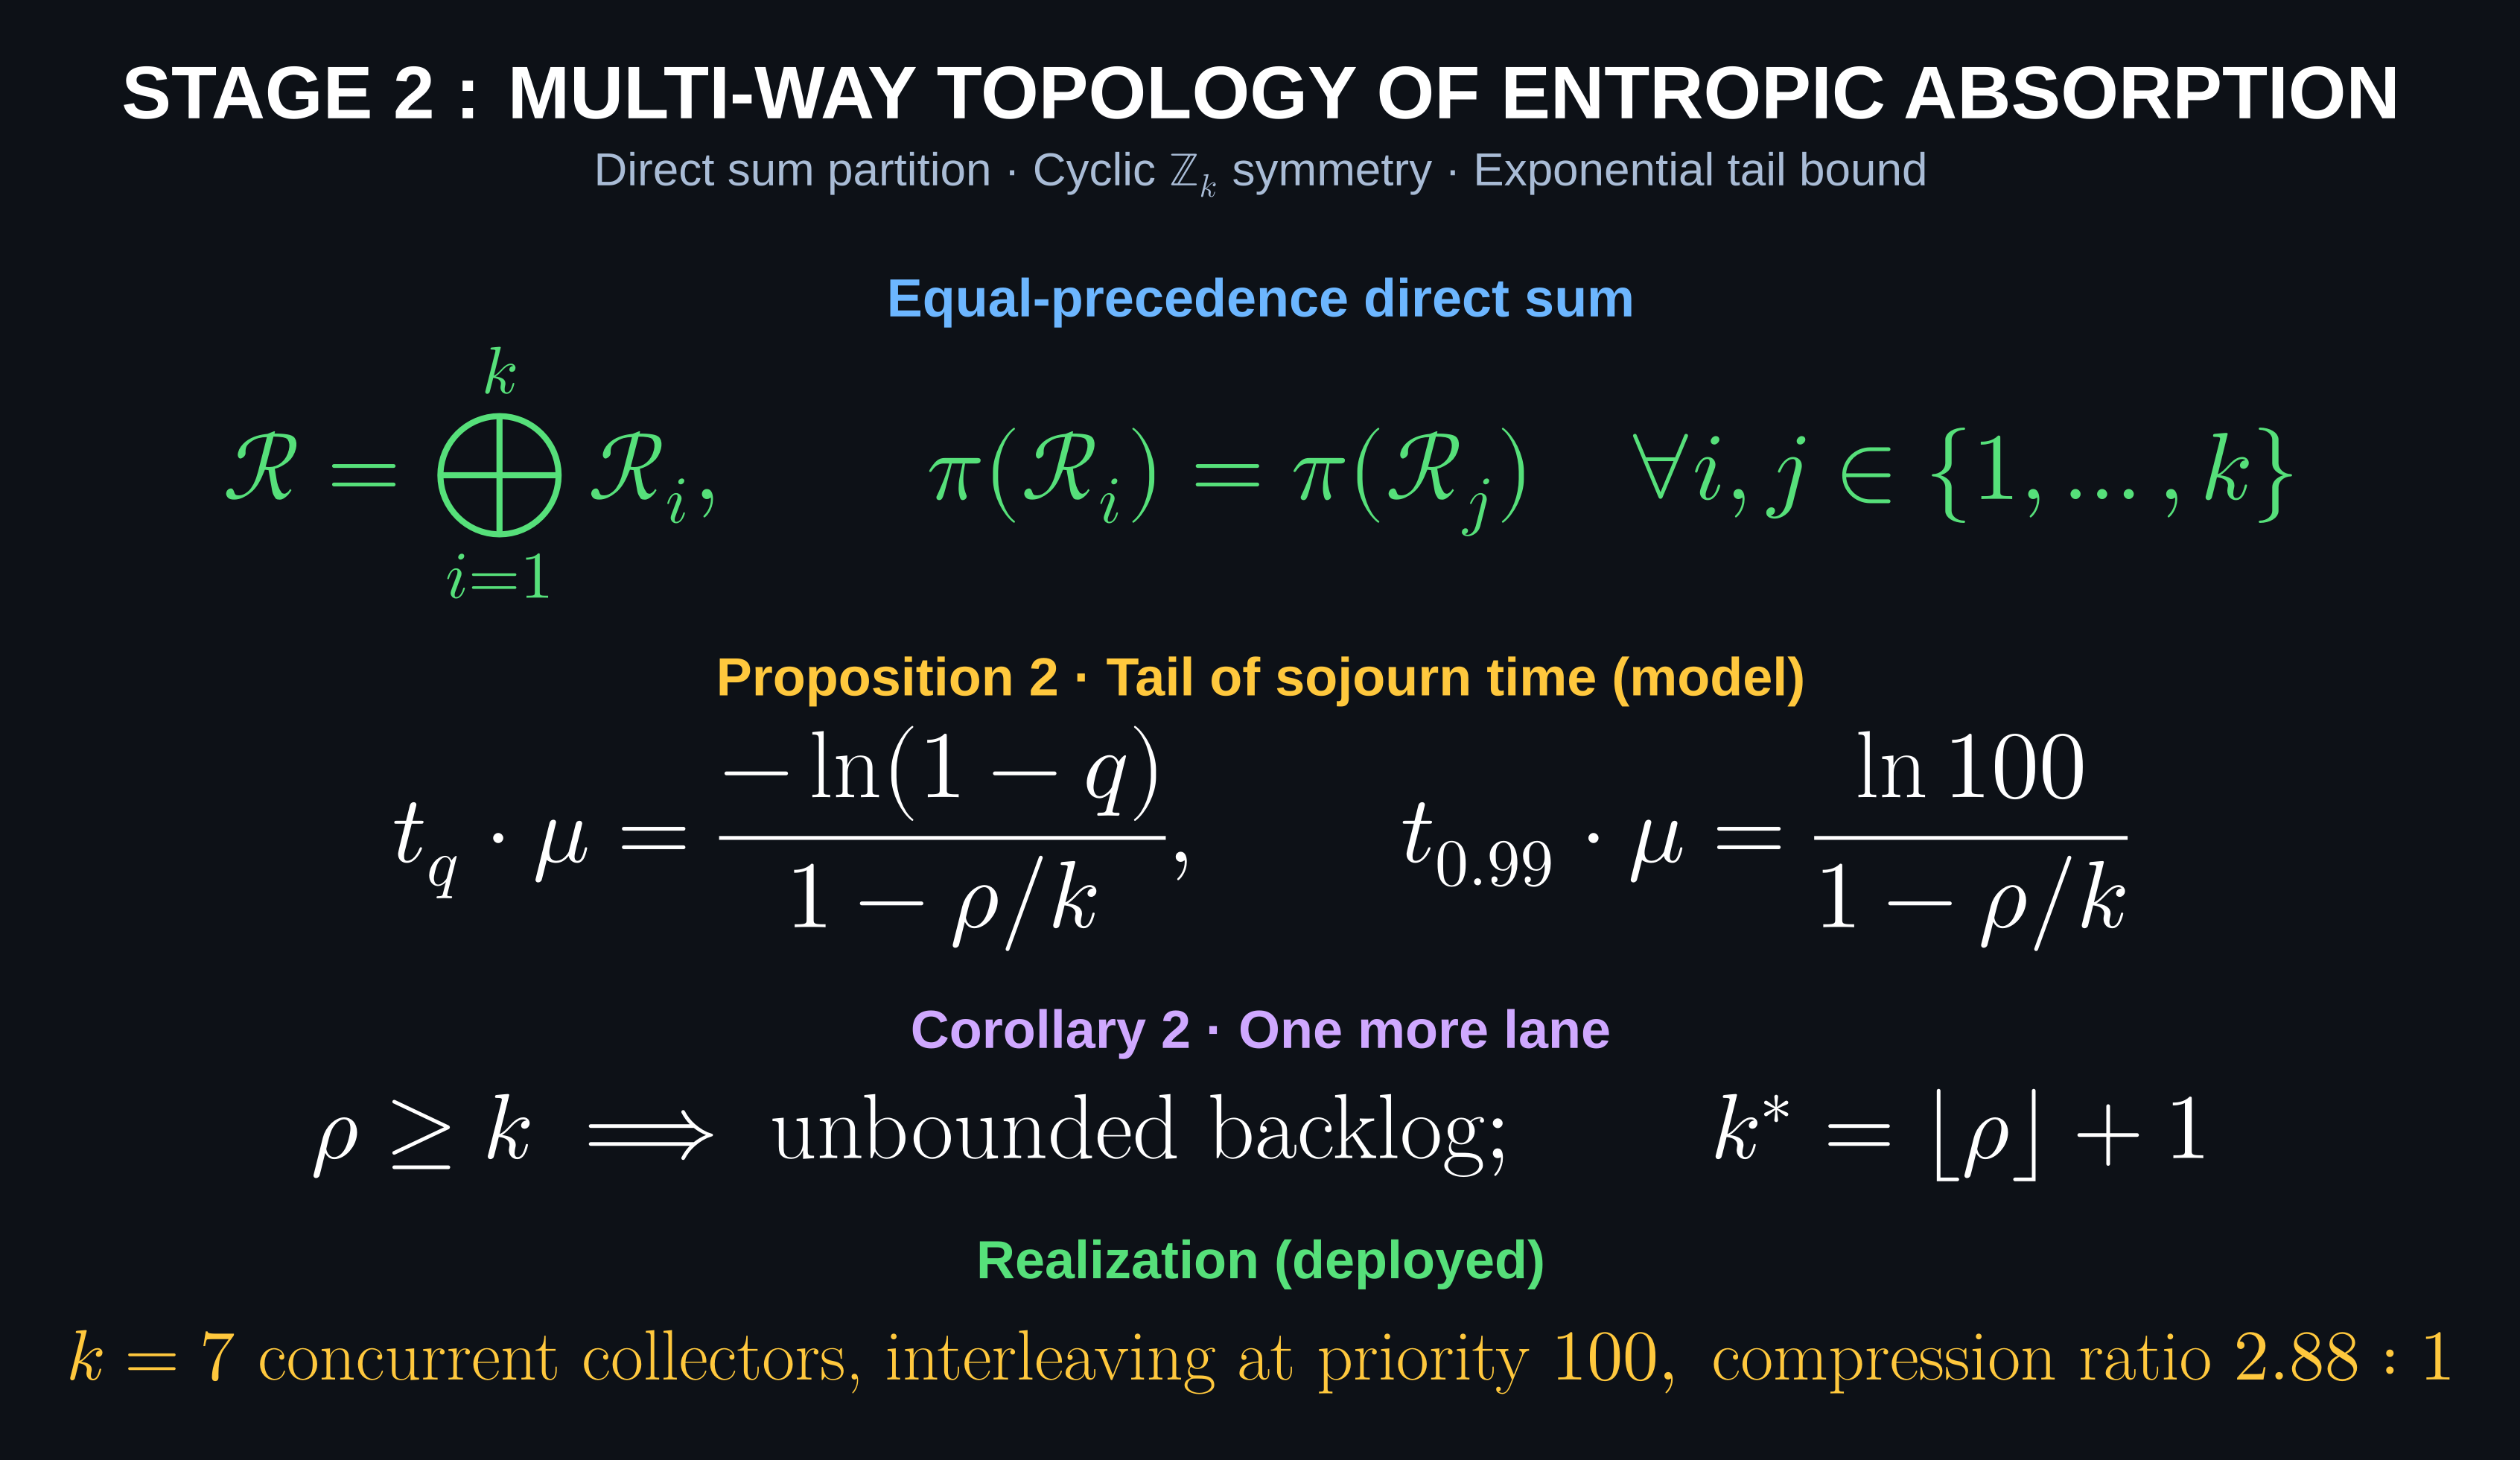 STAGE 2 : MULTI-WAY TOPOLOGY OF ENTROPIC ABSORPTION
Direct sum partition · Cyclic ℤₖ symmetry · Exponential tail bound
Equal-precedence direct sum
ℛ = ⨁_{i=1}^{k} ℛ_i, π(ℛ_i) = π(ℛ_j) ∀i, j ∈ {1, ..., k}
Proposition 2 · Tail of sojourn time (model)
t_q · μ = (− ln(1 − q))/(1 − ρ/k), t_{0.99} · μ = (ln 100)/(1 − ρ/k)
Corollary 2 · One more lane
ρ ≥ k ⟹ unbounded backlog; k* = ⌊ρ⌋ + 1
Realization (deployed)
k = 7 concurrent collectors, interleaving at priority 100, compression ratio 2.88 : 1